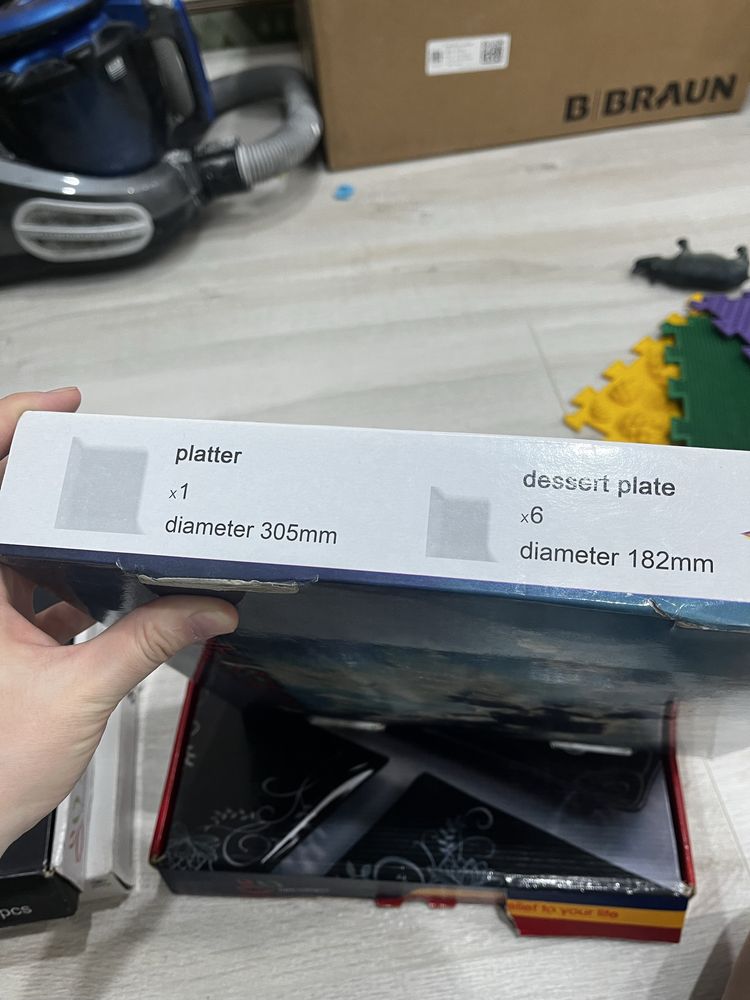 B|BRAUN
platter
x1
diameter 305mm
dessert plate
x6
diameter 182mm
to your life
pcs